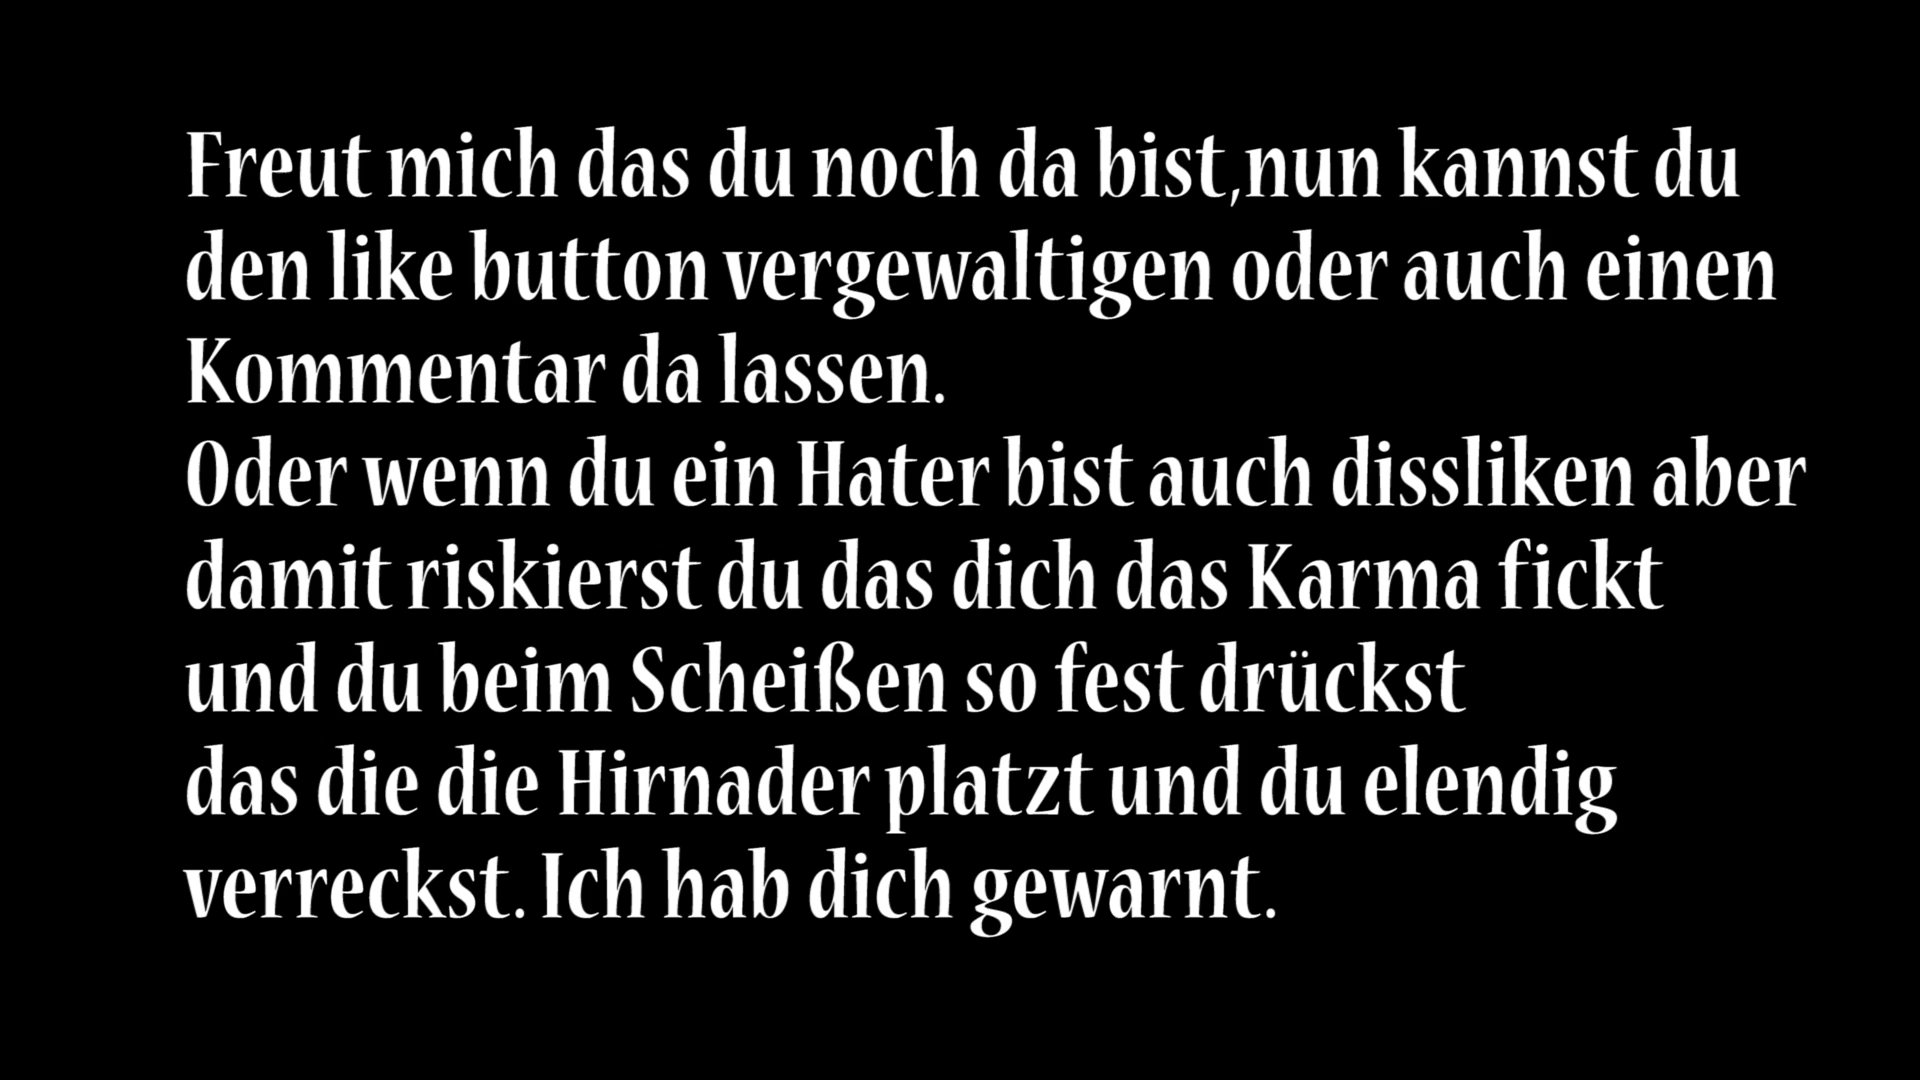 Freut mich das du noch da bist,nun kannst du
den like button vergewaltigen oder auch einen
Kommentar da lassen.
Oder wenn du ein Hater bist auch dissliken aber
damit riskierst du das dich das Karma fickt
und du beim Scheißen so fest drückst
das die die Hirnader platzt und du elendig
verreckst. Ich hab dich gewarnt.